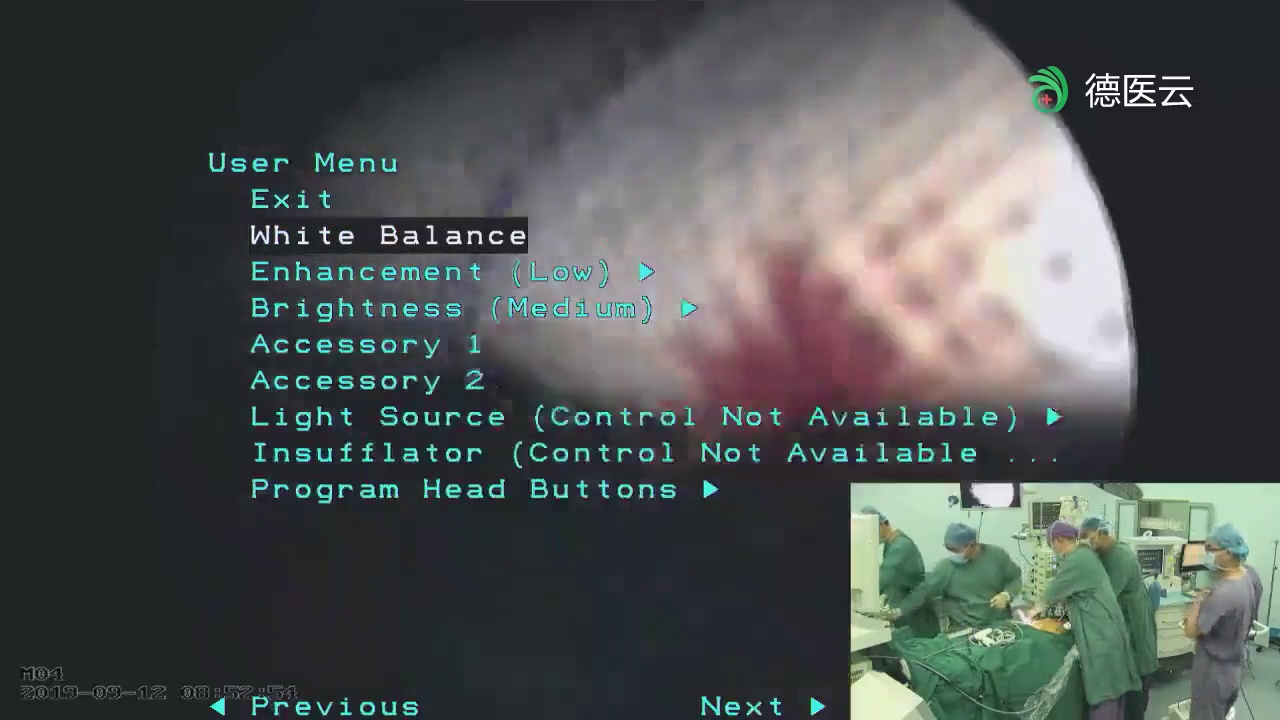 德医云
User Menu
Exit
White Balance
Enhancement (Low) ▶
Brightness (Medium) ▶
Accessory 1
Accessory 2
Light Source (Control Not Available) ▶
Insufflator (Control Not Available ...
Program Head Buttons ▶
M04
2019-09-12 08:52:54
◀ Previous
Next ▶